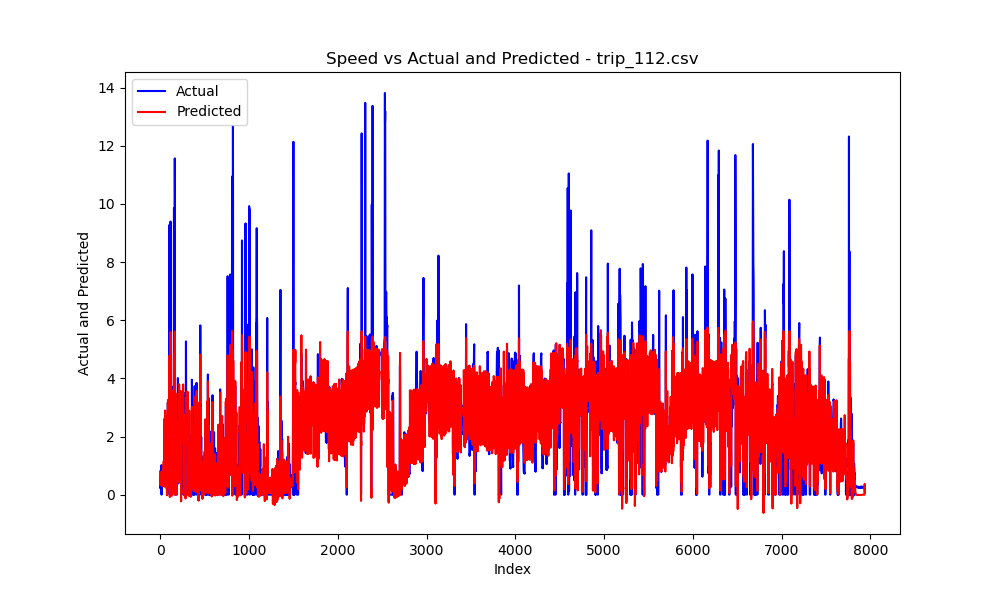 Speed vs Actual and Predicted - trip_112.csv
Actual
Predicted
14
12
10
8
6
4
2
0
Actual and Predicted
0 1000 2000 3000 4000 5000 6000 7000 8000
Index